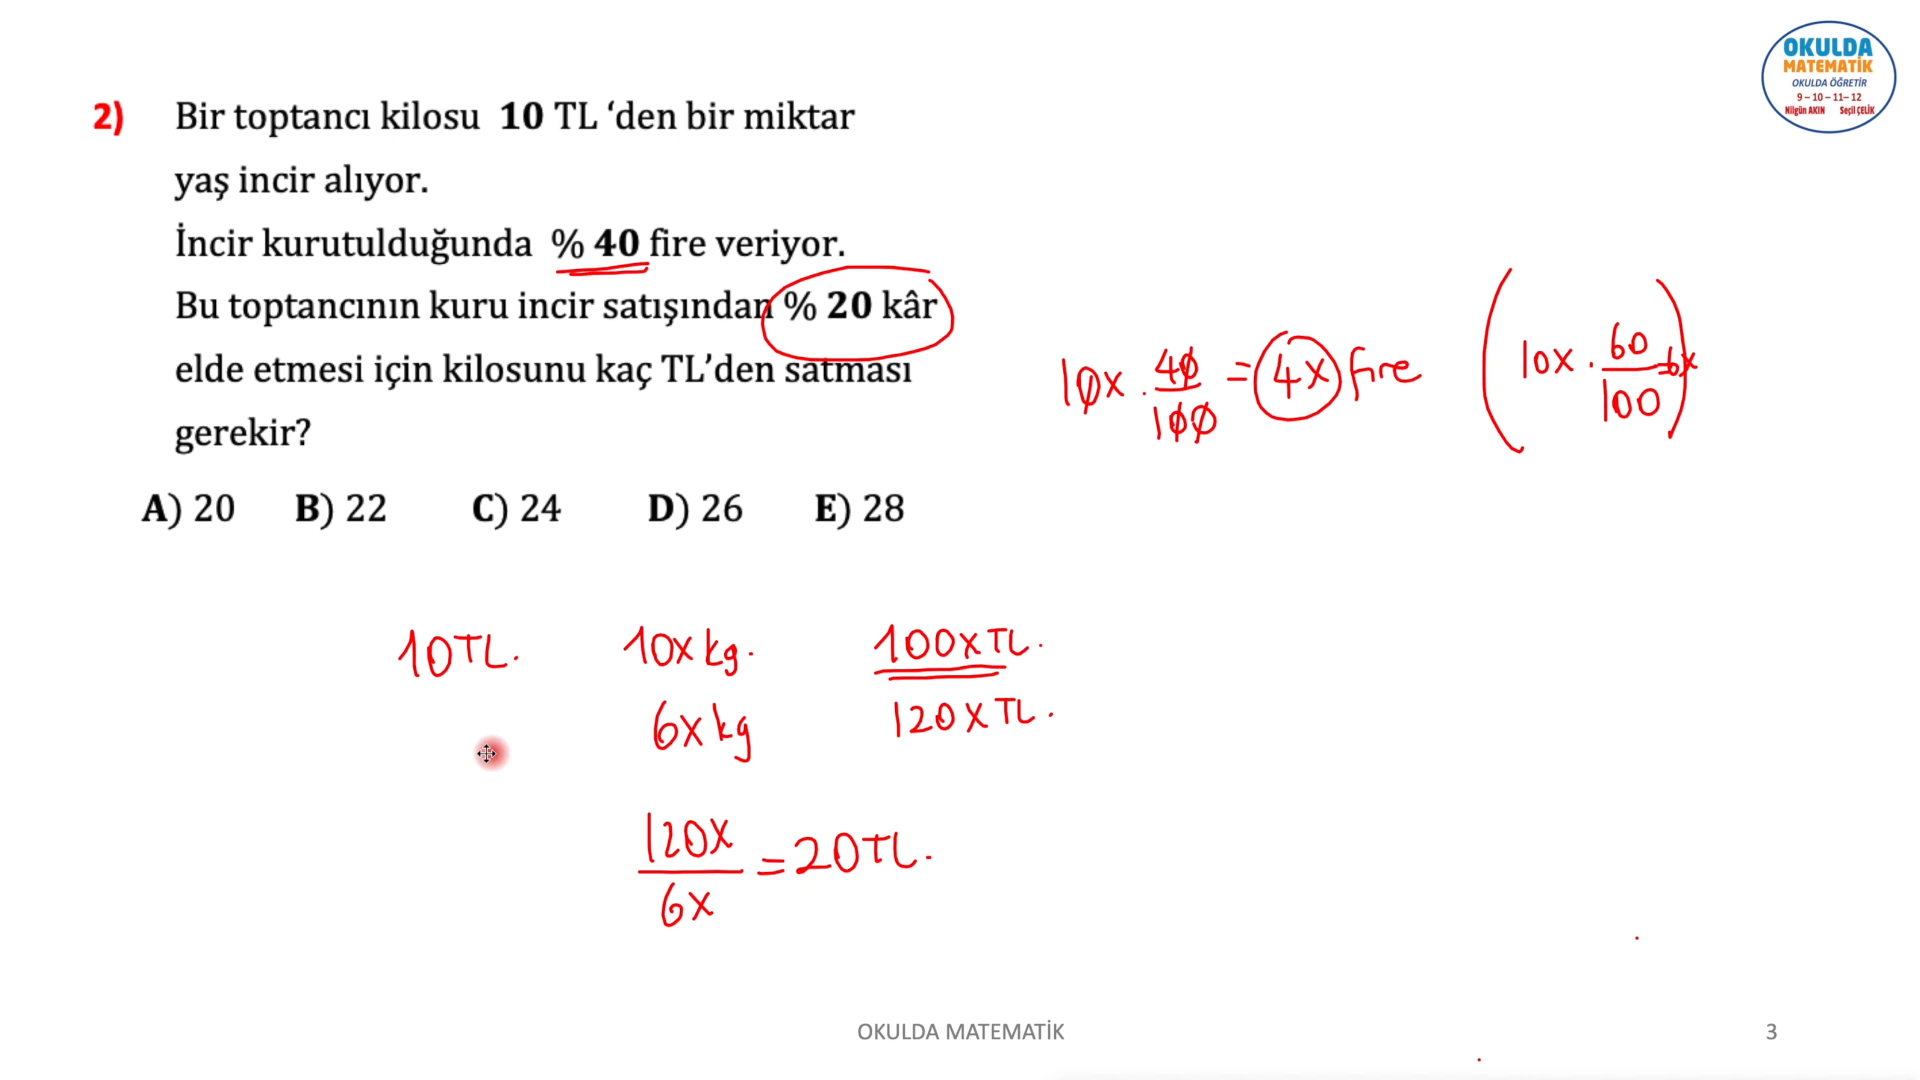 OKULDA
MATEMATİK
OKULDA ÖĞRETİR
9 – 10 – 11– 12
Nilgün AKIN Seçil ÇELİK
2) Bir toptancı kilosu 10 TL ‘den bir miktar
yaş incir alıyor.
İncir kurutulduğunda % 40 fire veriyor.
Bu toptancının kuru incir satışından % 20 kâr
elde etmesi için kilosunu kaç TL’den satması
gerekir?
A) 20 B) 22 C) 24 D) 26 E) 28
10x . 40/100 = 4x fire (10x . 60/100 = 6x)
10TL. 10x kg. 100x TL.
6x kg 120x TL.
120x/6x = 20TL.
OKULDA MATEMATİK 3